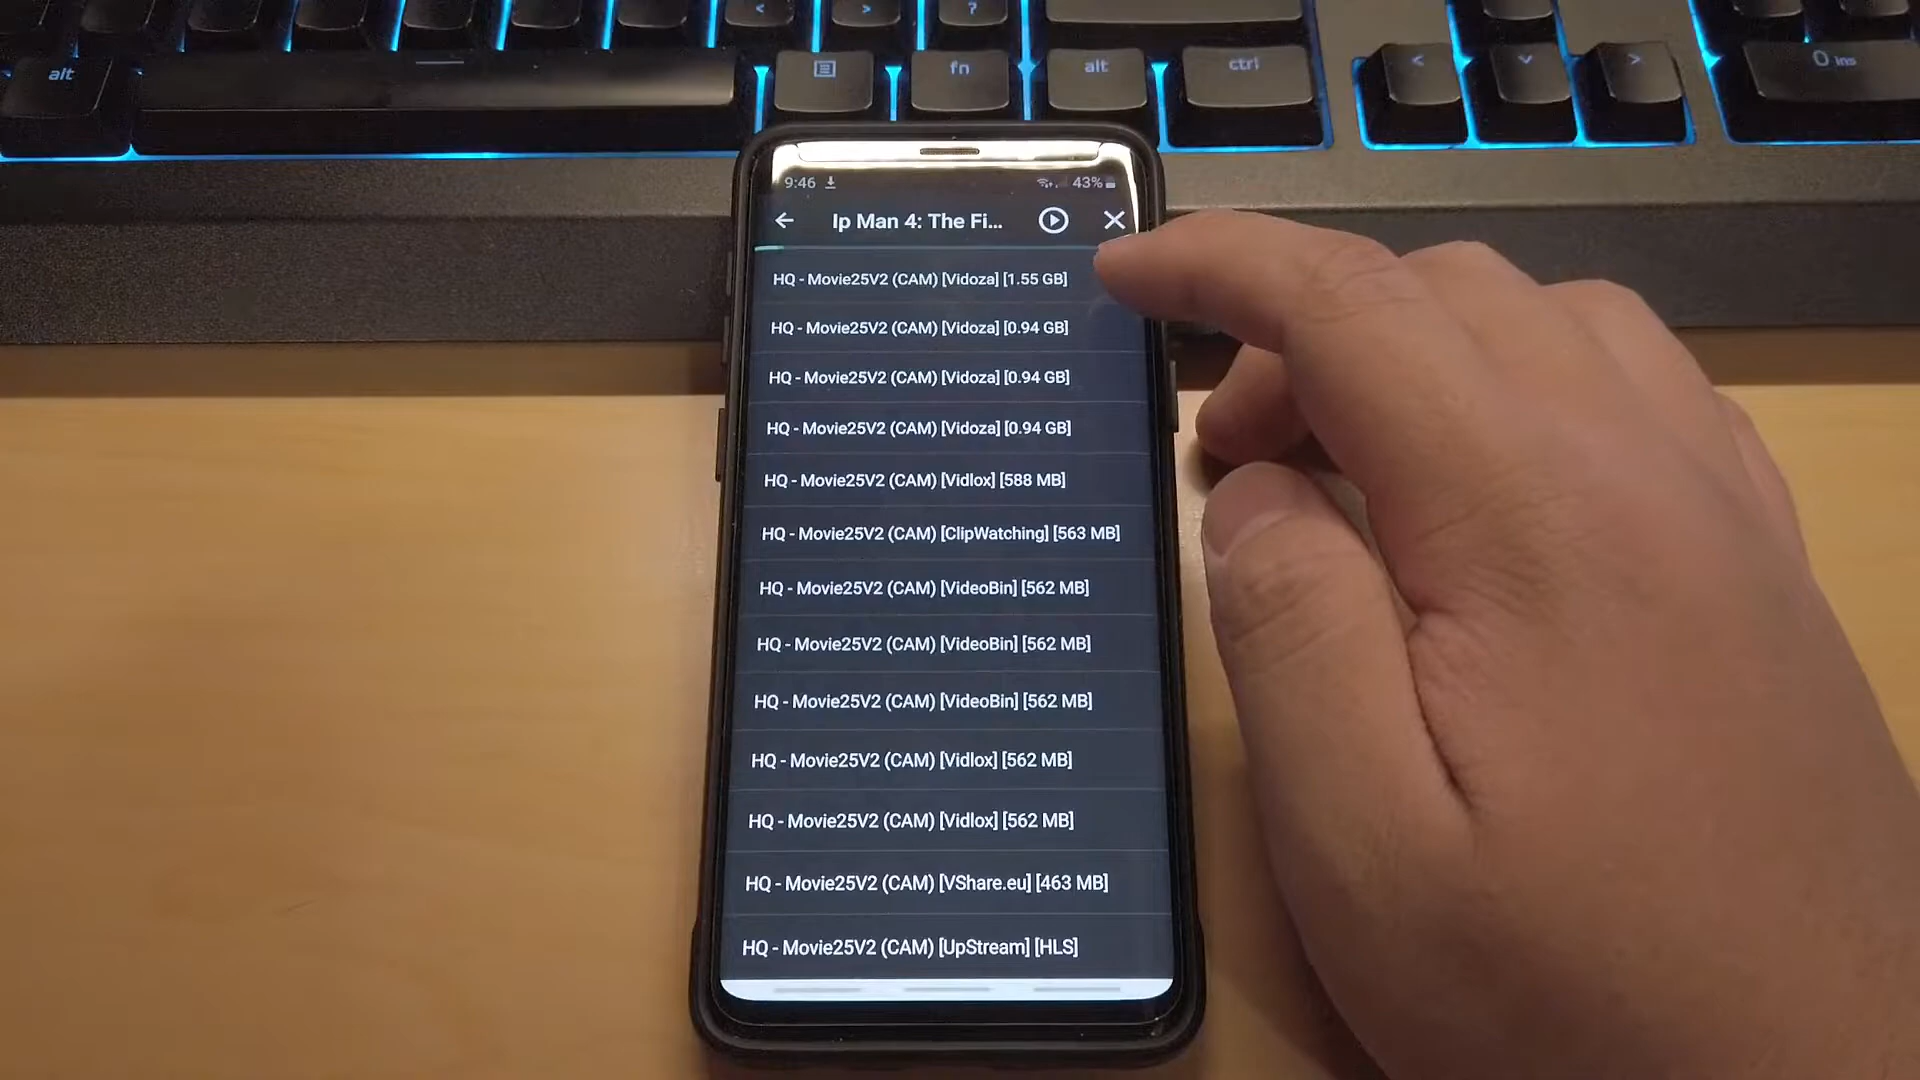 < > ?
alt fn alt ctrl < v > 0 ins
9:46 43%
Ip Man 4: The Fi...
HQ - Movie25V2 (CAM) [Vidoza] [1.55 GB]
HQ - Movie25V2 (CAM) [Vidoza] [0.94 GB]
HQ - Movie25V2 (CAM) [Vidoza] [0.94 GB]
HQ - Movie25V2 (CAM) [Vidoza] [0.94 GB]
HQ - Movie25V2 (CAM) [Vidlox] [588 MB]
HQ - Movie25V2 (CAM) [ClipWatching] [563 MB]
HQ - Movie25V2 (CAM) [VideoBin] [562 MB]
HQ - Movie25V2 (CAM) [VideoBin] [562 MB]
HQ - Movie25V2 (CAM) [VideoBin] [562 MB]
HQ - Movie25V2 (CAM) [Vidlox] [562 MB]
HQ - Movie25V2 (CAM) [Vidlox] [562 MB]
HQ - Movie25V2 (CAM) [VShare.eu] [463 MB]
HQ - Movie25V2 (CAM) [UpStream] [HLS]